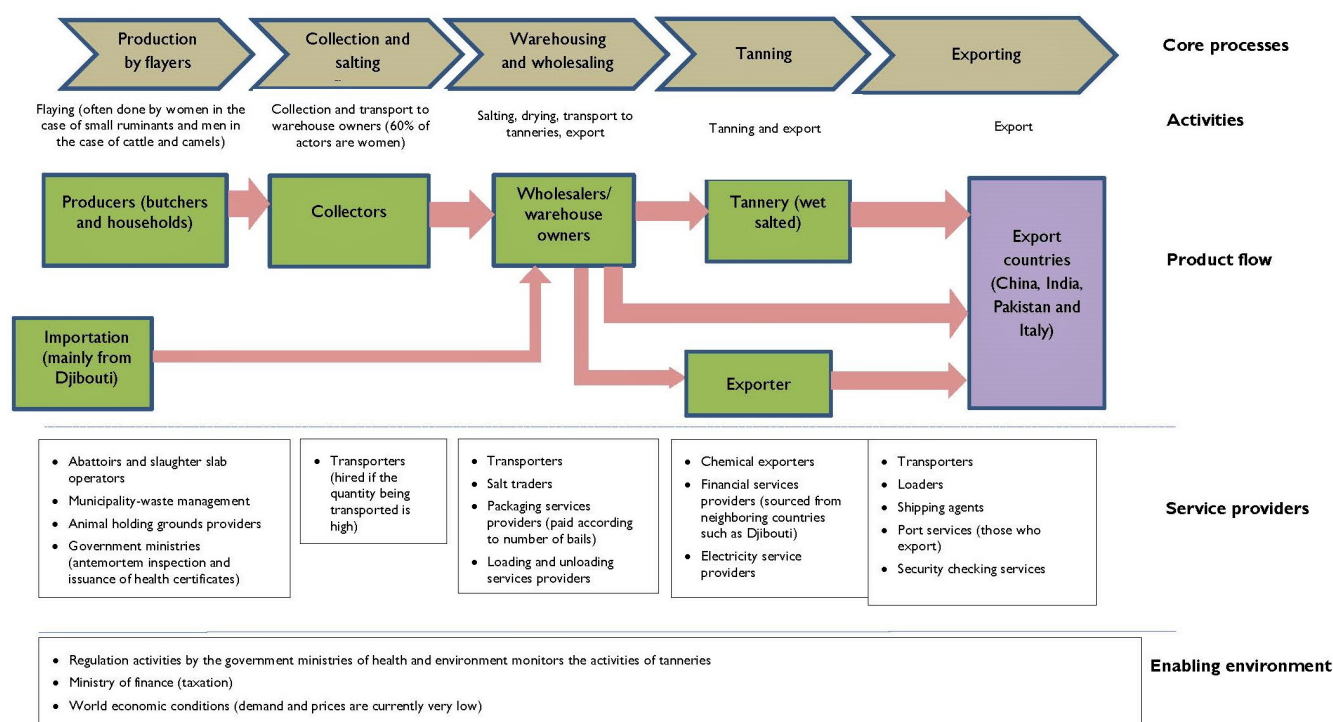 Production
by flayers
Collection and
salting
Warehousing
and wholesaling
Tanning
Exporting
Core processes
Flaying (often done by women in the
case of small ruminants and men in
the case of cattle and camels)
Collection and transport to
warehouse owners (60% of
actors are women)
Salting, drying, transport to
tanneries, export
Tanning and export
Export
Activities
Producers (butchers
and households)
Collectors
Wholesalers/
warehouse
owners
Tannery (wet
salted)
Export
countries
(China, India,
Pakistan and
Italy)
Product flow
Importation
(mainly from
Djibouti)
Exporter
• Abattoirs and slaughter slab
operators
• Municipality-waste management
• Animal holding grounds providers
• Government ministries
(antemortem inspection and
issuance of health certificates)
• Transporters
(hired if the
quantity being
transported is
high)
• Transporters
• Salt traders
• Packaging services
providers (paid according
to number of bails)
• Loading and unloading
services providers
• Chemical exporters
• Financial services
providers (sourced from
neighboring countries
such as Djibouti)
• Electricity service
providers
• Transporters
• Loaders
• Shipping agents
• Port services (those who
export)
• Security checking services
Service providers
• Regulation activities by the government ministries of health and environment monitors the activities of tanneries
• Ministry of finance (taxation)
• World economic conditions (demand and prices are currently very low)
Enabling environment